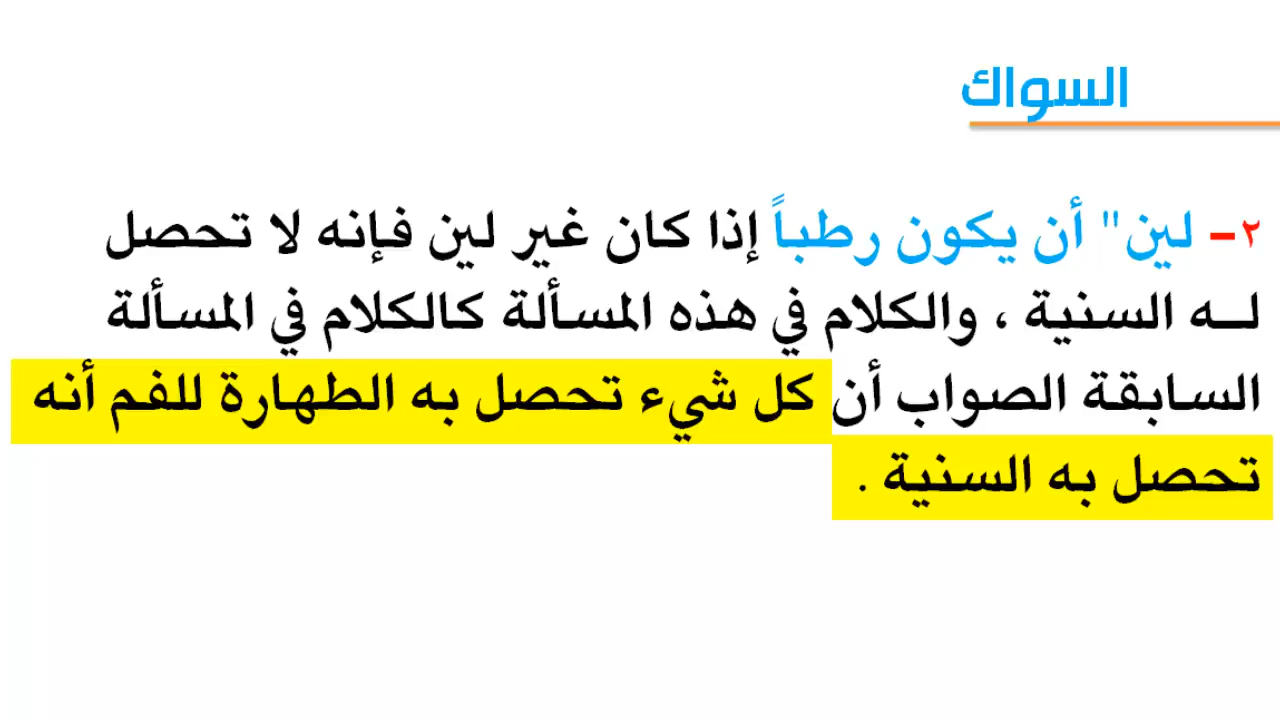 السواك
٢- لين" أن يكون رطباً إذا كان غير لين فإنه لا تحصل
لـه السنية ، والكلام في هذه المسألة كالكلام في المسألة
السابقة الصواب أن كل شيء تحصل به الطهارة للفم أنه
تحصل به السنية .